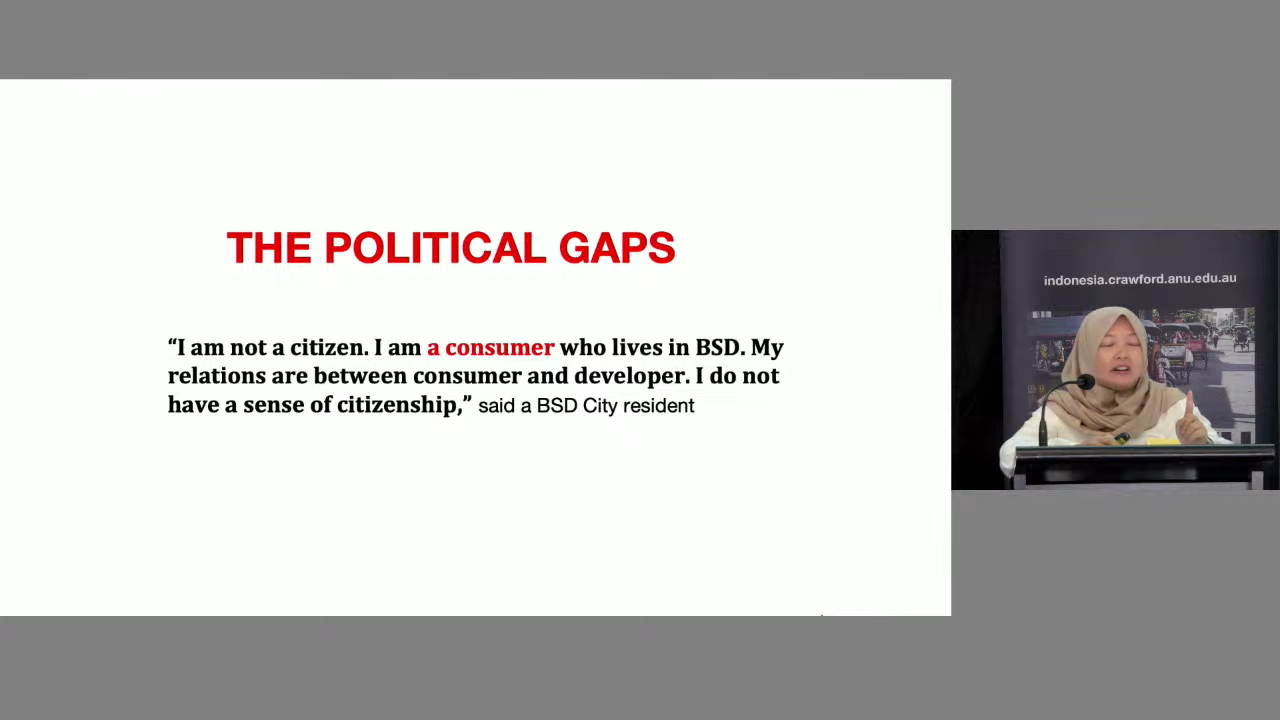 THE POLITICAL GAPS
“I am not a citizen. I am a consumer who lives in BSD. My
relations are between consumer and developer. I do not
have a sense of citizenship,” said a BSD City resident
indonesia.crawford.anu.edu.au